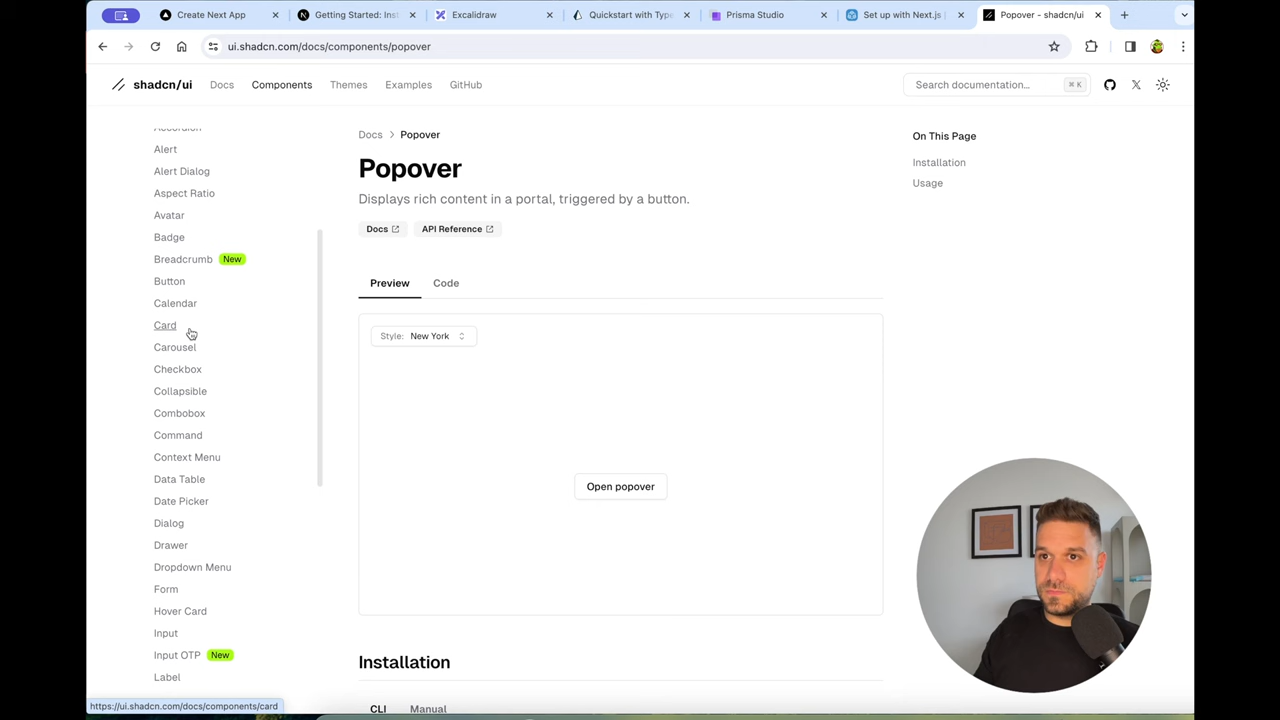 Create Next App
Getting Started: Inst
Excalidraw
Quickstart with Type
Prisma Studio
Set up with Next.js |
Popover - shadcn/ui
ui.shadcn.com/docs/components/popover
shadcn/ui
Docs
Components
Themes
Examples
GitHub
Search documentation...
⌘ K
Accordion
Alert
Alert Dialog
Aspect Ratio
Avatar
Badge
Breadcrumb New
Button
Calendar
Card
Carousel
Checkbox
Collapsible
Combobox
Command
Context Menu
Data Table
Date Picker
Dialog
Drawer
Dropdown Menu
Form
Hover Card
Input
Input OTP New
Label
Docs > Popover
Popover
Displays rich content in a portal, triggered by a button.
Docs
API Reference
Preview
Code
Style: New York
Open popover
Installation
CLI
Manual
On This Page
Installation
Usage
https://ui.shadcn.com/docs/components/card